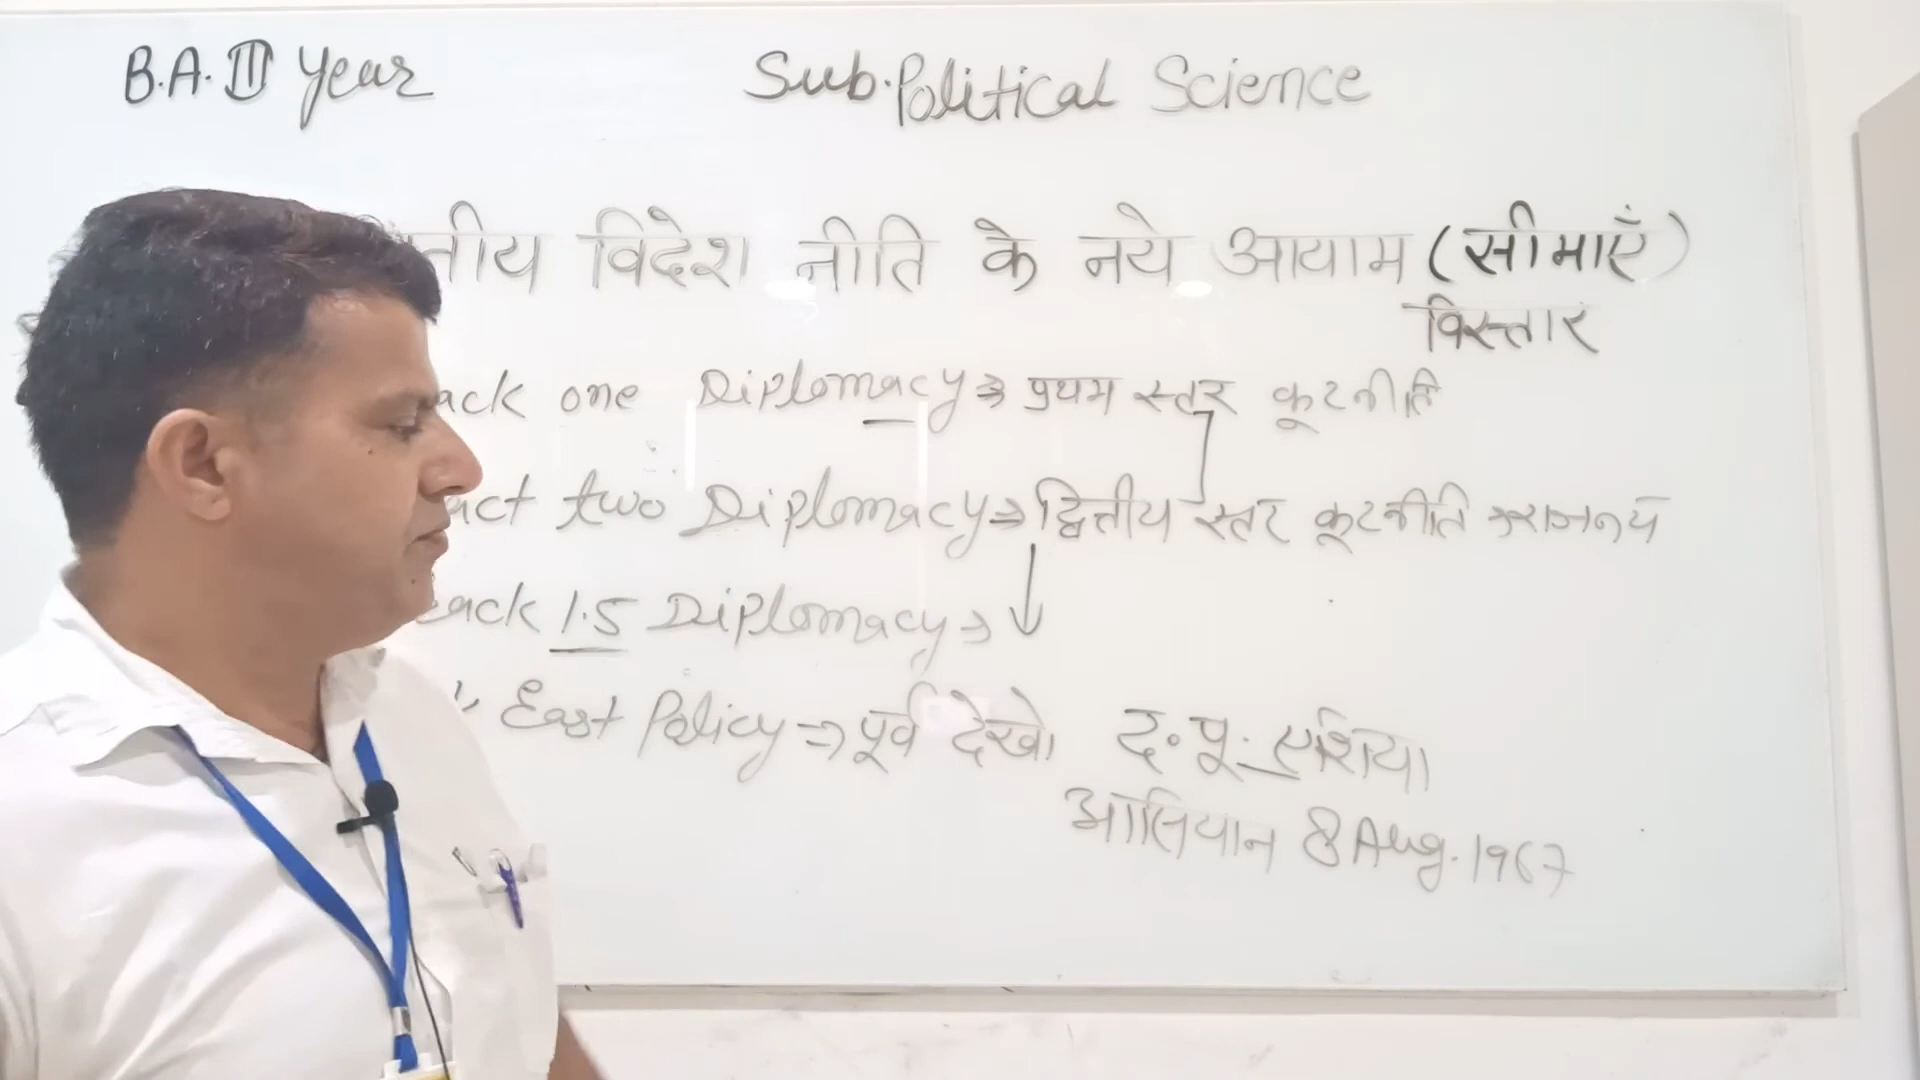 B.A. III Year
Sub. Political Science
तीय विदेश नीति के नये आयाम (सीमाएँ)
विस्तार
ack one Diplomacy ⇒ प्रथम स्तर कूटनीति
act two Diplomacy ⇒ द्वितीय स्तर कूटनीति → राजनय
ack 1.5 Diplomacy →
East Policy ⇒ पूर्व देखो द॰ पू॰ एशिया
आसियान 8 Aug. 1967